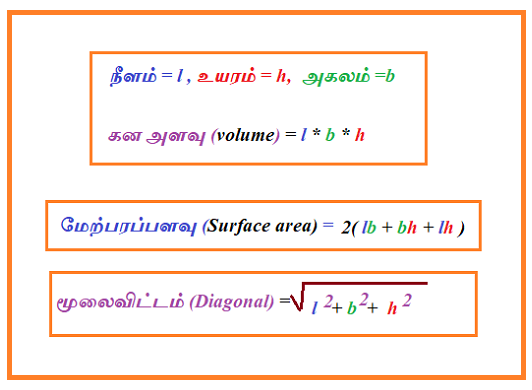 நீளம் = l , உயரம் = h, அகலம் =b
கன அளவு (volume) = l * b * h
மேற்பரப்பளவு (Surface area) = 2( lb + bh + lh )
மூலைவிட்டம் (Diagonal) =√ l ²+ b ²+ h ²